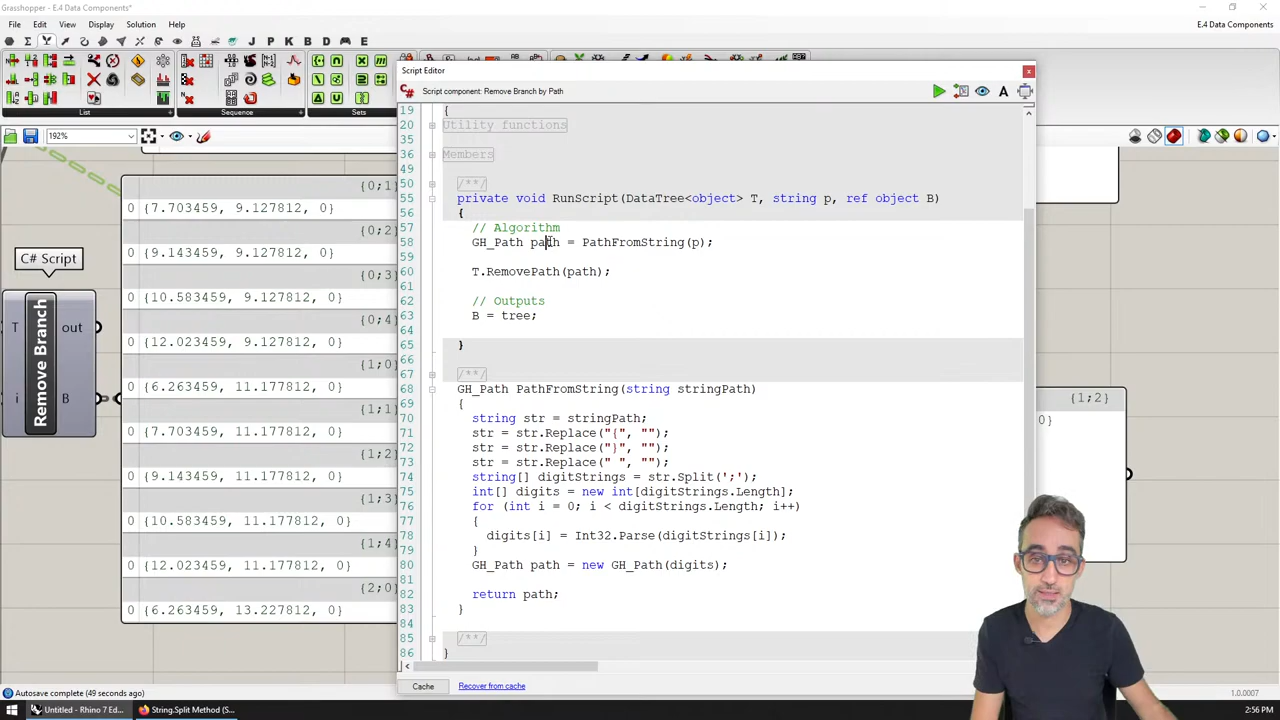 Grasshopper - E.4 Data Components*
File Edit View Display Solution Help
E.4 Data Components*
J P K B D E
List
Sequence
Sets
192%
Script Editor
C# Script component: Remove Branch by Path
19 {
20 Utility functions
35
36 Members
49
50 /**/
55 private void RunScript(DataTree<object> T, string p, ref object B)
56 {
57 // Algorithm
58 GH_Path path = PathFromString(p);
59
60 T.RemovePath(path);
61
62 // Outputs
63 B = tree;
64
65 }
66
67 /**/
68 GH_Path PathFromString(string stringPath)
69 {
70 string str = stringPath;
71 str = str.Replace("{", "");
72 str = str.Replace("}", "");
73 str = str.Replace(" ", "");
74 string[] digitStrings = str.Split(';');
75 int[] digits = new int[digitStrings.Length];
76 for (int i = 0; i < digitStrings.Length; i++)
77 {
78 digits[i] = Int32.Parse(digitStrings[i]);
79 }
80 GH_Path path = new GH_Path(digits);
81
82 return path;
83 }
84
85 /**/
86 }
Cache Recover from cache
C# Script
T out
Remove Branch
i B
{0;1}
0 {7.703459, 9.127812, 0}
{0;2}
0 {9.143459, 9.127812, 0}
{0;3}
0 {10.583459, 9.127812, 0}
{0;4}
0 {12.023459, 9.127812, 0}
{1;0}
0 {6.263459, 11.177812, 0}
{1;1}
0 {7.703459, 11.177812, 0}
{1;2}
0 {9.143459, 11.177812, 0}
{1;3}
0 {10.583459, 11.177812, 0}
{1;4}
0 {12.023459, 11.177812, 0}
{2;0}
0 {6.263459, 13.227812, 0}
{1;2}
0}
Autosave complete (49 seconds ago)
1.0.0007
Untitled - Rhino 7 Ed...
String.Split Method (S...
2:56 PM